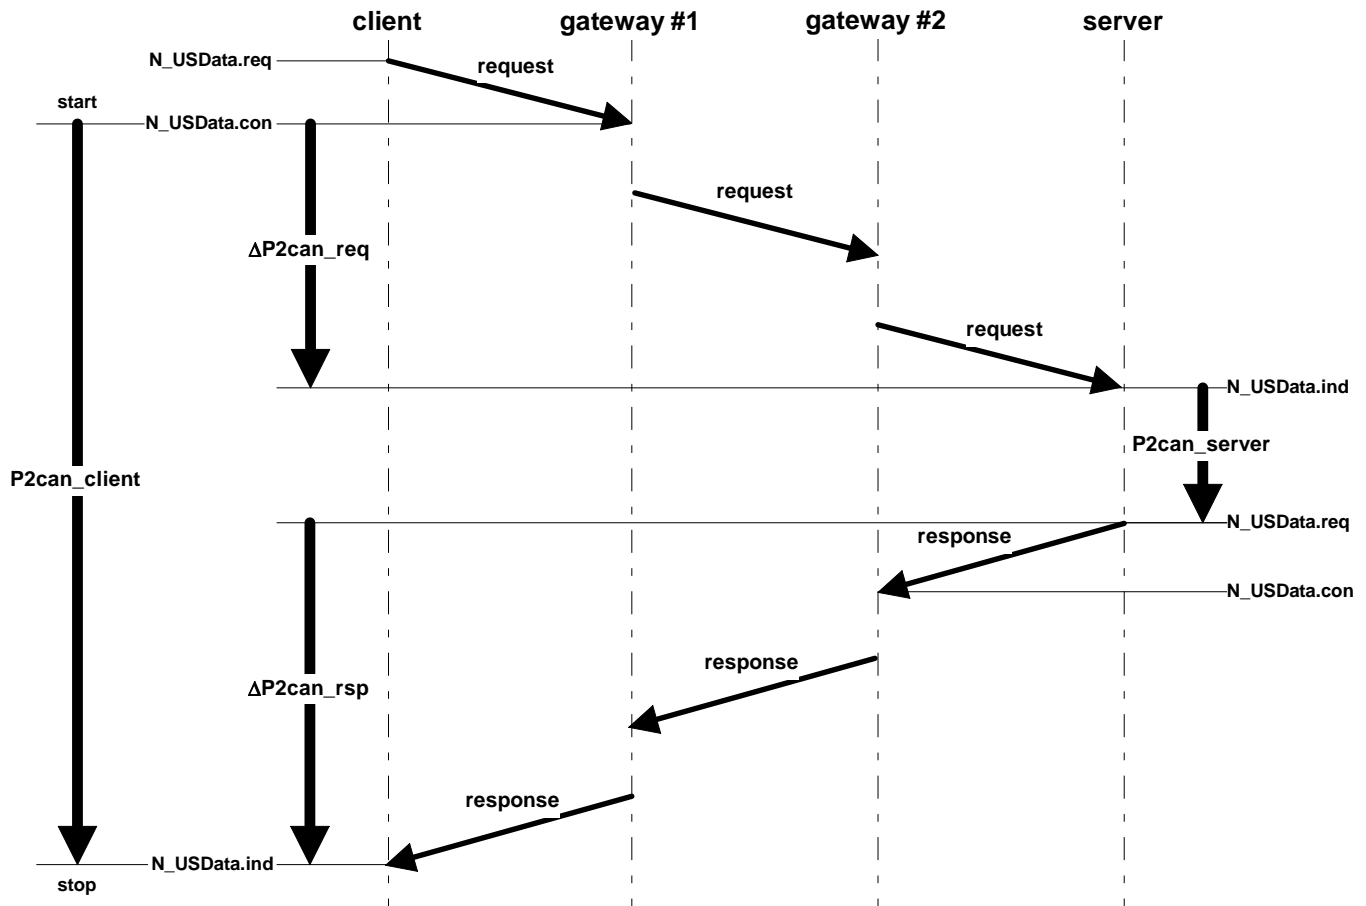 client gateway #1 gateway #2 server
N_USData.req
request
start
N_USData.con
request
ΔP2can_req
request
N_USData.ind
P2can_server
P2can_client
N_USData.req
response
N_USData.con
response
ΔP2can_rsp
response
N_USData.ind
stop